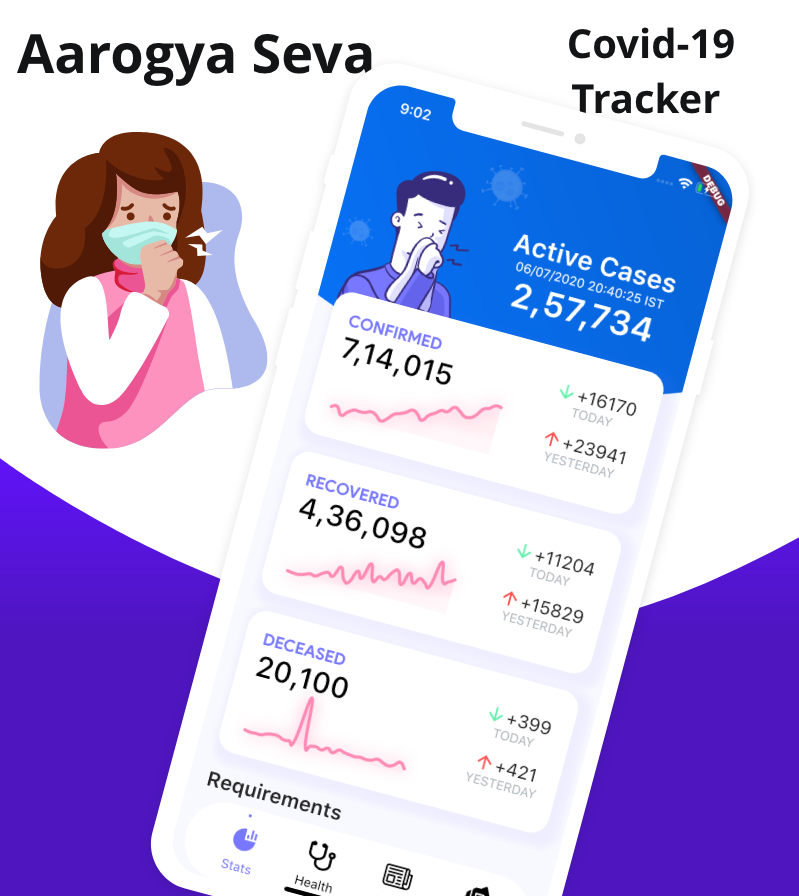 Aarogya Seva
Covid-19
Tracker
9:02
DEBUG
Active Cases
06/07/2020 20:40:25 IST
2,57,734
CONFIRMED
7,14,015
+16170
TODAY
+23941
YESTERDAY
RECOVERED
4,36,098
+11204
TODAY
+15829
YESTERDAY
DECEASED
20,100
+399
TODAY
+421
YESTERDAY
Requirements
Stats
Health